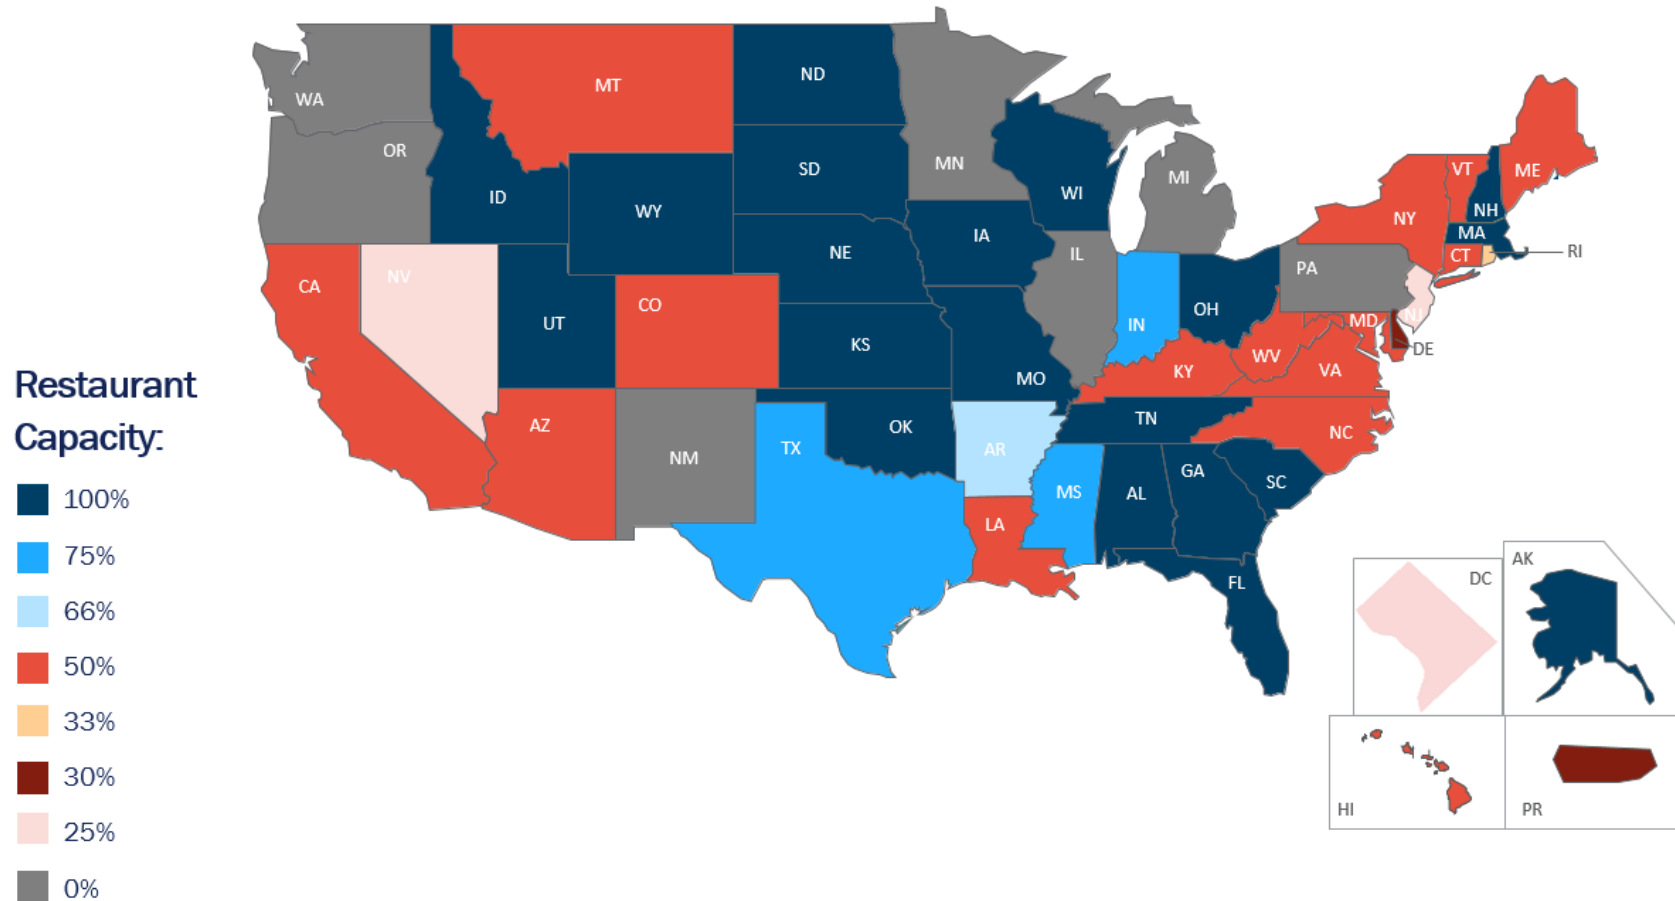 Restaurant
Capacity:
100%
75%
66%
50%
33%
30%
25%
0%
WA
OR
CA
NV
ID
MT
WY
UT
AZ
CO
NM
ND
SD
NE
KS
OK
TX
MN
IA
MO
AR
LA
WI
IL
MI
IN
OH
KY
TN
MS
AL
GA
FL
SC
NC
VA
WV
MD
DE
PA
NJ
NY
CT
RI
MA
VT
NH
ME
DC
AK
HI
PR